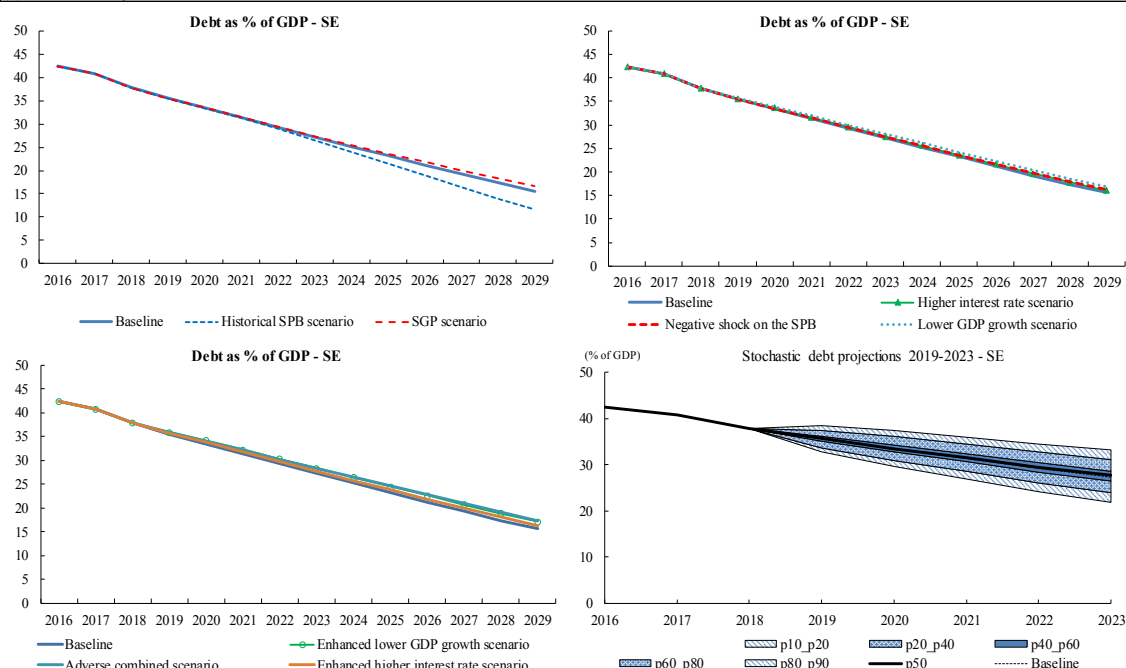 Debt as % of GDP - SE
50
45
40
35
30
25
20
15
10
5
0
2016 2017 2018 2019 2020 2021 2022 2023 2024 2025 2026 2027 2028 2029
Baseline Historical SPB scenario SGP scenario
Debt as % of GDP - SE
50
45
40
35
30
25
20
15
10
5
0
2016 2017 2018 2019 2020 2021 2022 2023 2024 2025 2026 2027 2028 2029
Baseline Higher interest rate scenario
Negative shock on the SPB Lower GDP growth scenario
Debt as % of GDP - SE
50
45
40
35
30
25
20
15
10
5
0
2016 2017 2018 2019 2020 2021 2022 2023 2024 2025 2026 2027 2028 2029
Baseline Enhanced lower GDP growth scenario
Adverse combined scenario Enhanced higher interest rate scenario
(% of GDP) Stochastic debt projections 2019-2023 - SE
50
40
30
20
10
0
2016 2017 2018 2019 2020 2021 2022 2023
p10_p20 p20_p40 p40_p60
p60_p80 p80_p90 p50 Baseline